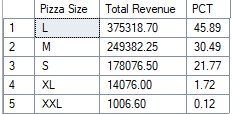 Pizza Size Total Revenue PCT
1 L 375318.70 45.89
2 M 249382.25 30.49
3 S 178076.50 21.77
4 XL 14076.00 1.72
5 XXL 1006.60 0.12